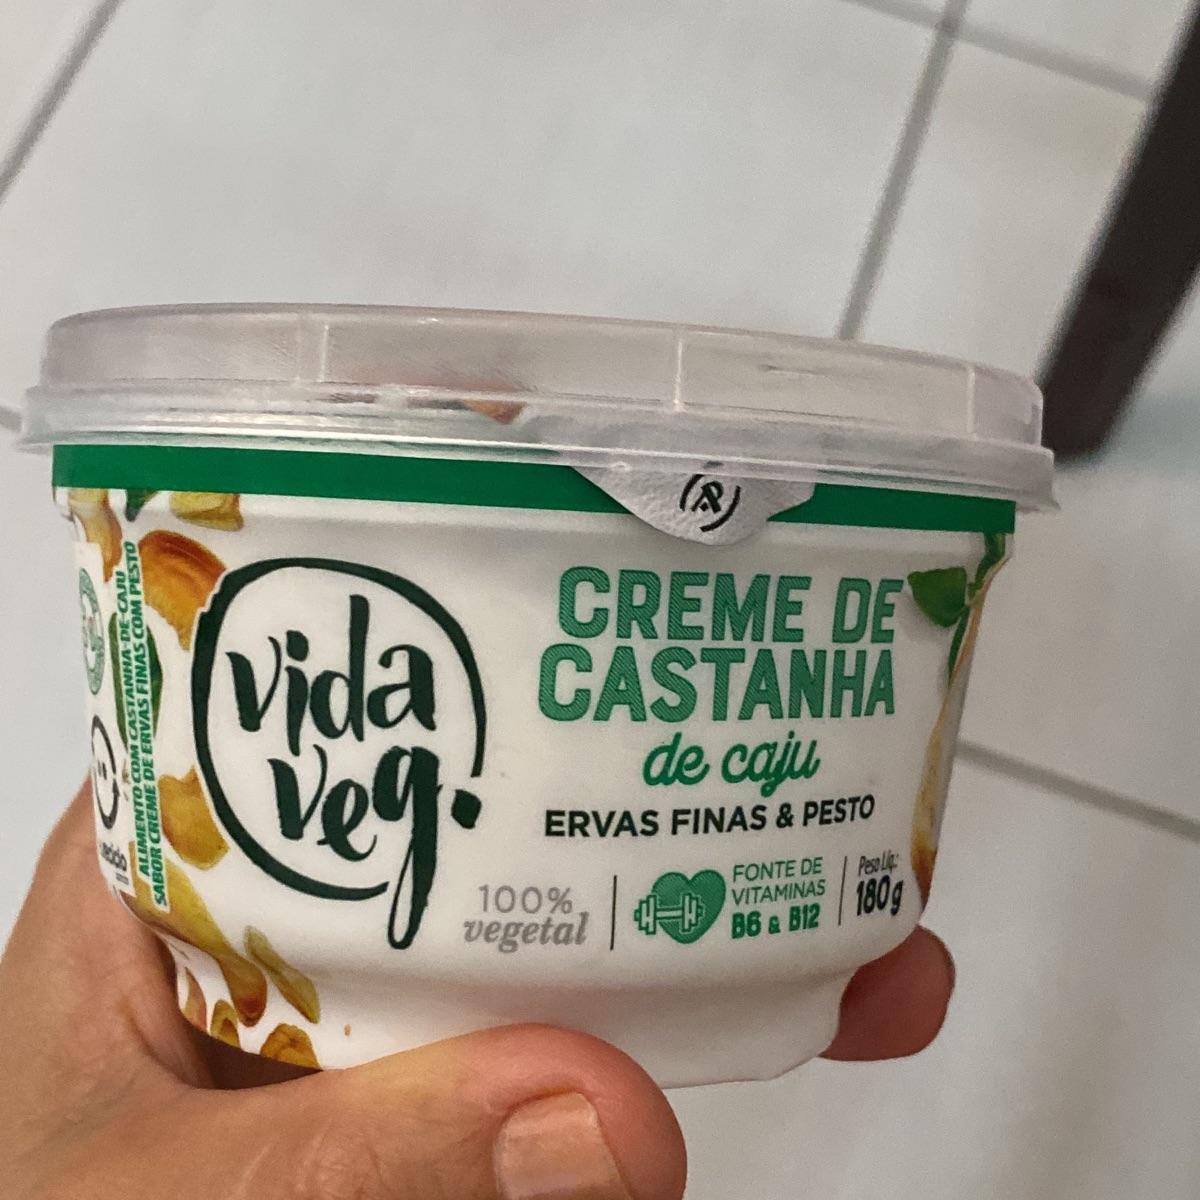 vida
veg.
CREME DE
CASTANHA
de caju
ERVAS FINAS & PESTO
100%
vegetal
FONTE DE
VITAMINAS
B6 & B12
Peso Líq.:
180g
ALIMENTO COM CASTANHA-DE-CAJU
SABOR CREME DE ERVAS FINAS COM PESTO